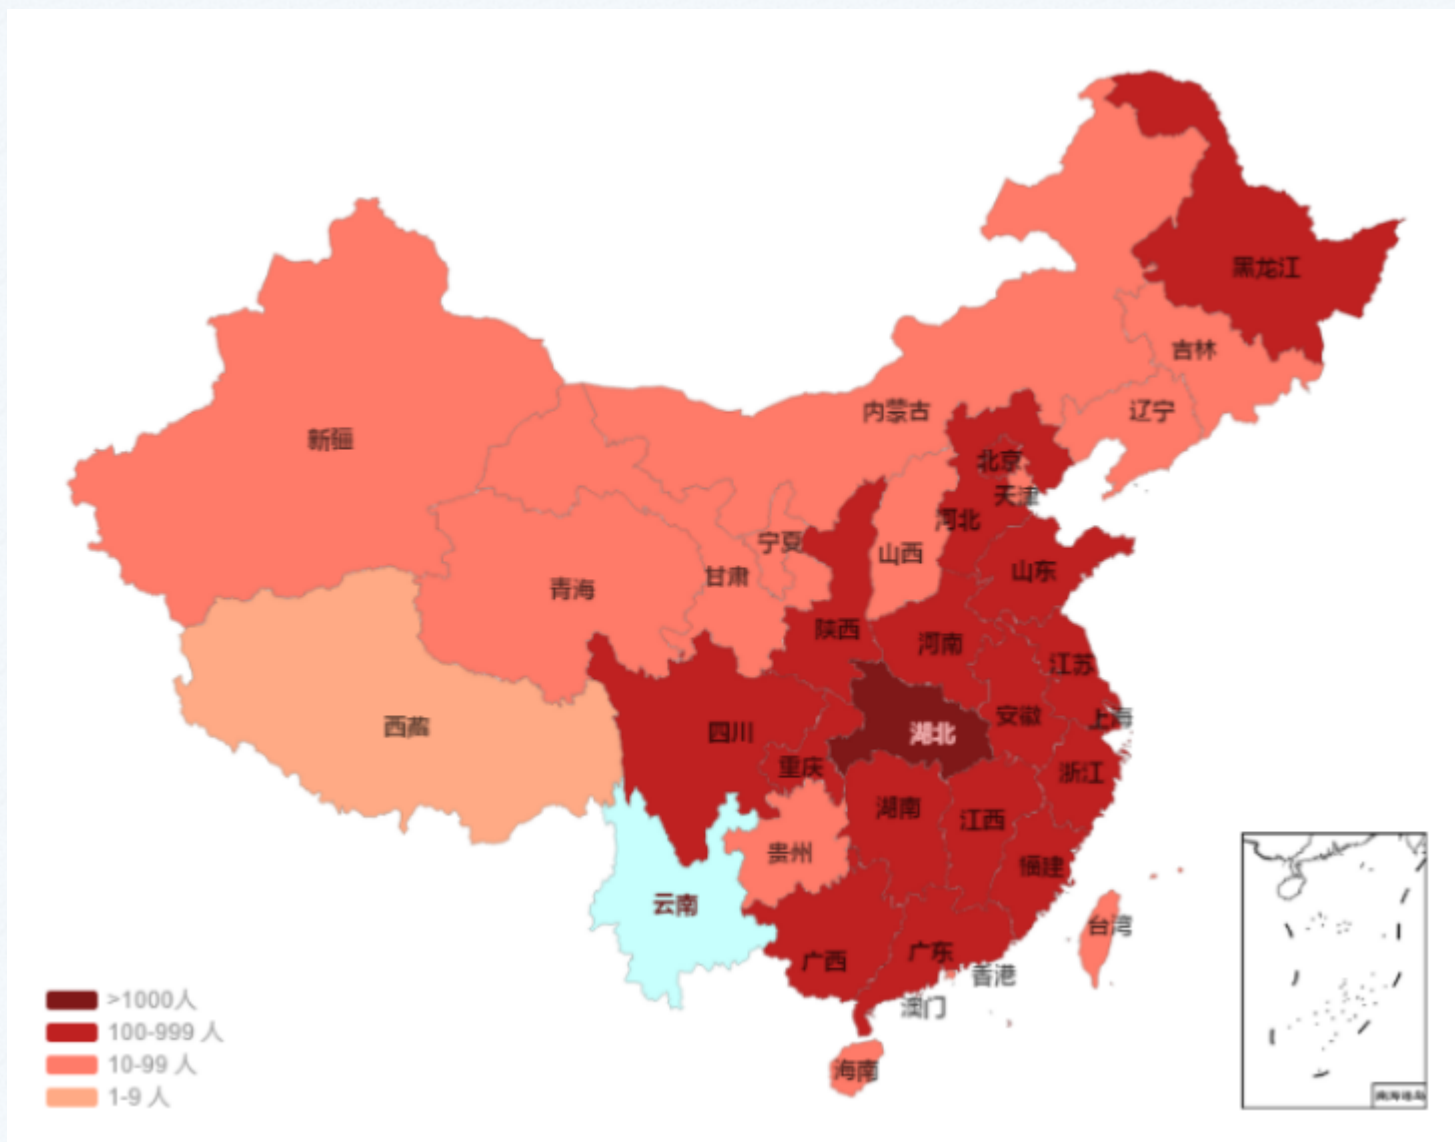 黑龙江
吉林
辽宁
内蒙古
新疆
北京
天津
河北
宁夏
山西
山东
甘肃
青海
陕西
河南
江苏
安徽
上海
西藏
四川
湖北
重庆
浙江
湖南
江西
贵州
福建
云南
台湾
广西
广东
香港
澳门
海南
>1000人
100-999 人
10-99 人
1-9 人
南海诸岛